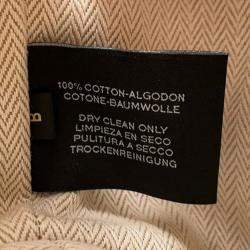 100% COTTON-ALGODON
COTONE-BAUMWOLLE
DRY CLEAN ONLY
LIMPIEZA EN SECO
PULITURA A SECCO
TROCKENREINIGUNG
B